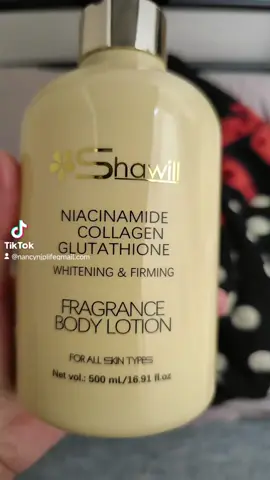 Shawill
NIACINAMIDE
COLLAGEN
GLUTATHIONE
WHITENING & FIRMING
TikTok
@nancynjplifeqmail.com
FRAGRANCE
BODY LOTION
FOR ALL SKIN TYPES
Net vol.: 500 mL/16.91 fl.oz